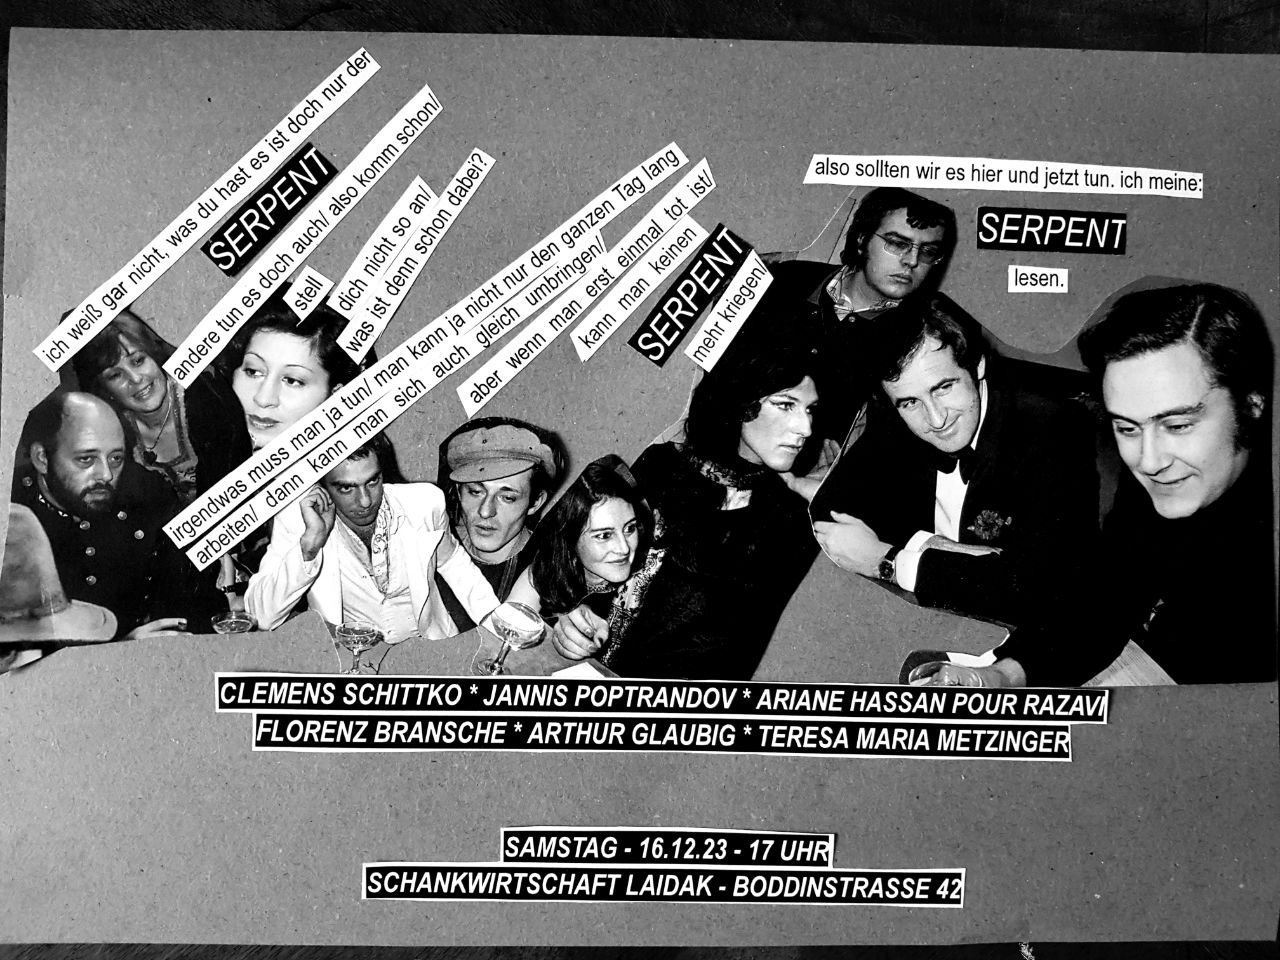 ich weiß gar nicht, was du hast es ist doch nur der
SERPENT
andere tun es doch auch/ also komm schon/
stell
dich nicht so an/
was ist denn schon dabei?
irgendwas muss man ja tun/ man kann ja nicht nur den ganzen Tag lang
arbeiten/ dann kann man sich auch gleich umbringen/
aber wenn man erst einmal tot ist/
kann man keinen
SERPENT
mehr kriegen/
also sollten wir es hier und jetzt tun. ich meine:
SERPENT
lesen.
CLEMENS SCHITTKO * JANNIS POPTRANDOV * ARIANE HASSAN POUR RAZAVI
FLORENZ BRANSCHE * ARTHUR GLAUBIG * TERESA MARIA METZINGER
SAMSTAG - 16.12.23 - 17 UHR
SCHANKWIRTSCHAFT LAIDAK - BODDINSTRASSE 42